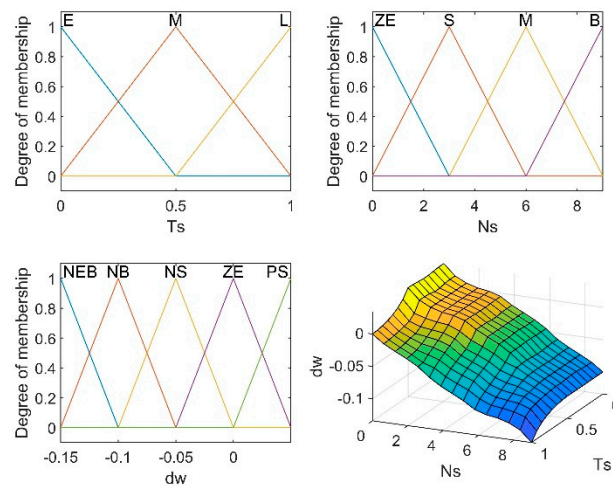 E M L
1
0.8
0.6
0.4
0.2
0
Degree of membership
0 0.5 1
Ts
ZE S M B
1
0.8
0.6
0.4
0.2
0
Degree of membership
0 2 4 6 8
Ns
NEB NB NS ZE PS
1
0.8
0.6
0.4
0.2
0
Degree of membership
-0.15 -0.1 -0.05 0
dw
0
-0.05
-0.1
dw
0 2 4 6 8
Ns
1 0.5
Ts